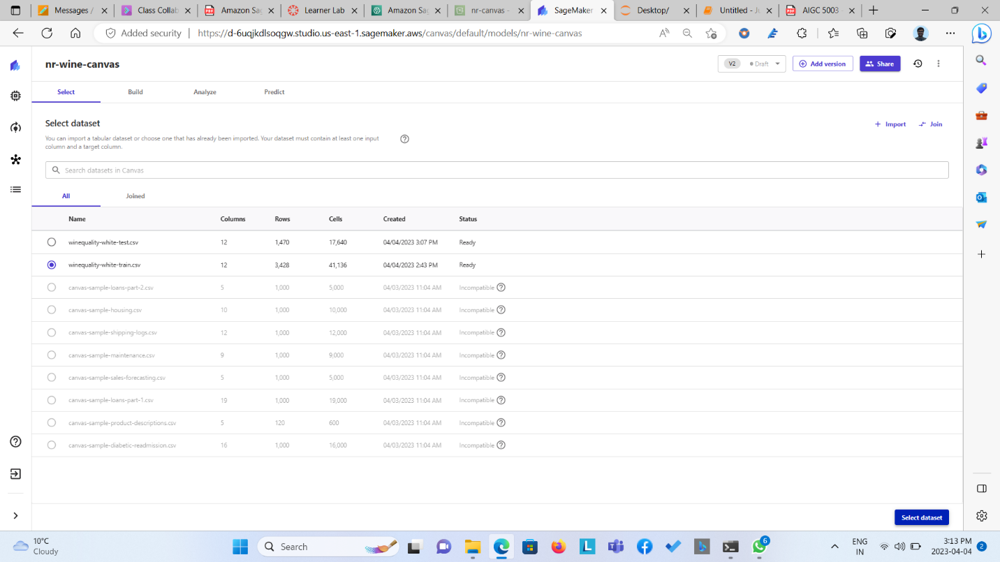 Messages /
Class Collab
Amazon Sag
Learner Lab
Amazon Sag
nr-canvas -
SageMaker
Desktop/
Untitled - Ju
AIGC 5003 -
Added security
https://d-6uqjkdlsoqgw.studio.us-east-1.sagemaker.aws/canvas/default/models/nr-wine-canvas
nr-wine-canvas
V2 Draft
Add version
Share
Select Build Analyze Predict
Select dataset
Import Join
You can import a tabular dataset or choose one that has already been imported. Your dataset must contain at least one input
column and a target column.
Search datasets in Canvas
All Joined
Name Columns Rows Cells Created Status
winequality-white-test.csv 12 1,470 17,640 04/04/2023 3:07 PM Ready
winequality-white-train.csv 12 3,428 41,136 04/04/2023 2:43 PM Ready
canvas-sample-loans-part-2.csv 5 1,000 5,000 04/03/2023 11:04 AM Incompatible
canvas-sample-housing.csv 10 1,000 10,000 04/03/2023 11:04 AM Incompatible
canvas-sample-shipping-logs.csv 12 1,000 12,000 04/03/2023 11:04 AM Incompatible
canvas-sample-maintenance.csv 9 1,000 9,000 04/03/2023 11:04 AM Incompatible
canvas-sample-sales-forecasting.csv 5 1,000 5,000 04/03/2023 11:04 AM Incompatible
canvas-sample-loans-part-1.csv 19 1,000 19,000 04/03/2023 11:04 AM Incompatible
canvas-sample-product-descriptions.csv 5 120 600 04/03/2023 11:04 AM Incompatible
canvas-sample-diabetic-readmission.csv 16 1,000 16,000 04/03/2023 11:04 AM Incompatible
Select dataset
10°C
Cloudy
Search
6
ENG
IN
3:13 PM
2023-04-04
2